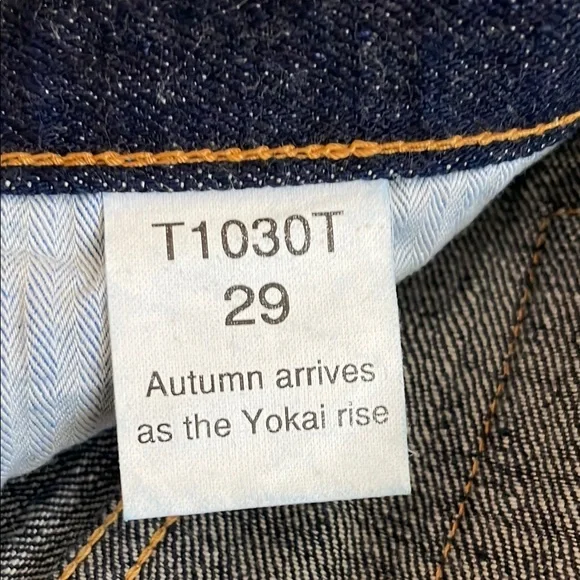 T1030T
29
Autumn arrives
as the Yokai rise